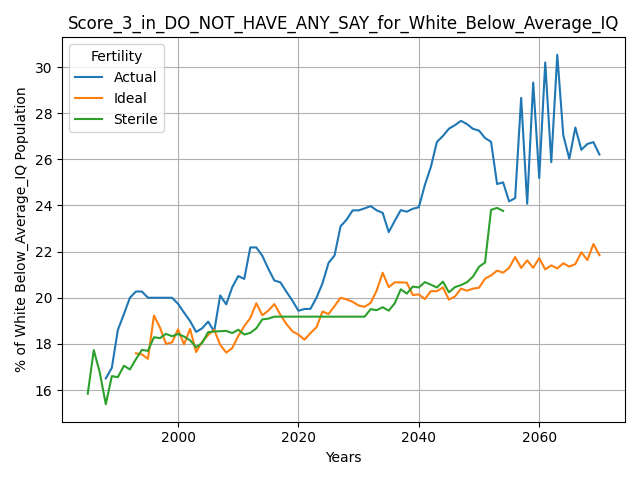 Score_3_in_DO_NOT_HAVE_ANY_SAY_for_White_Below_Average_IQ
Fertility
Actual
Ideal
Sterile
% of White Below_Average_IQ Population
30
28
26
24
22
20
18
16
2000
2020
2040
2060
Years